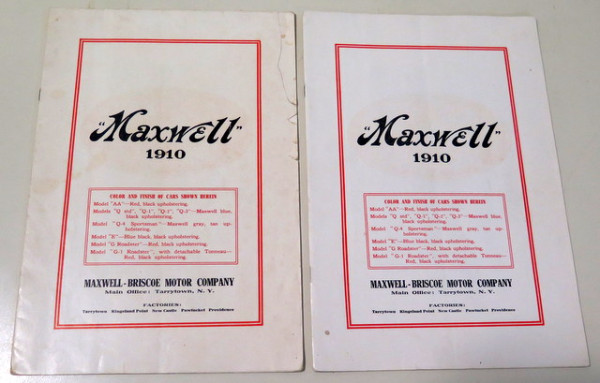 "Maxwell"
1910
COLOR AND FINISH OF CARS SHOWN HEREIN
Model "AA"—Red, black upholstering.
Models "Q std", "Q-1", "Q-2", "Q-3"—Maxwell blue,
black upholstering.
Model "Q-4 Sportsman"—Maxwell gray, tan up-
holstering.
Model "E"—Blue black, black upholstering.
Model "G Roadster"—Red, black upholstering.
Model "G-1 Roadster", with detachable Tonneau—
Red, black upholstering.
MAXWELL-BRISCOE MOTOR COMPANY
Main Office: Tarrytown, N. Y.
FACTORIES:
Tarrytown Kingsland Point New Castle Pawtucket Providence
"Maxwell"
1910
COLOR AND FINISH OF CARS SHOWN HEREIN
Model "AA"—Red, black upholstering.
Models "Q std", "Q-1", "Q-2", "Q-3"—Maxwell blue,
black upholstering.
Model "Q-4 Sportsman"—Maxwell gray, tan up-
holstering.
Model "E"—Blue black, black upholstering.
Model "G Roadster"—Red, black upholstering.
Model "G-1 Roadster", with detachable Tonneau—
Red, black upholstering.
MAXWELL-BRISCOE MOTOR COMPANY
Main Office: Tarrytown, N. Y.
FACTORIES:
Tarrytown Kingsland Point New Castle Pawtucket Providence